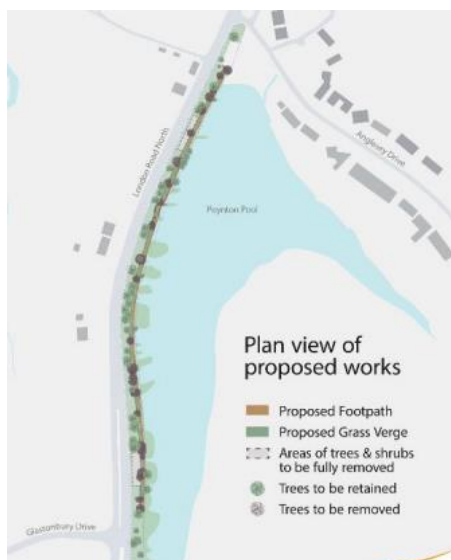 London Road North
Anglesey Drive
Poynton Pool
Plan view of
proposed works
Proposed Footpath
Proposed Grass Verge
Areas of trees & shrubs
to be fully removed
Trees to be retained
Trees to be removed
Glastonbury Drive